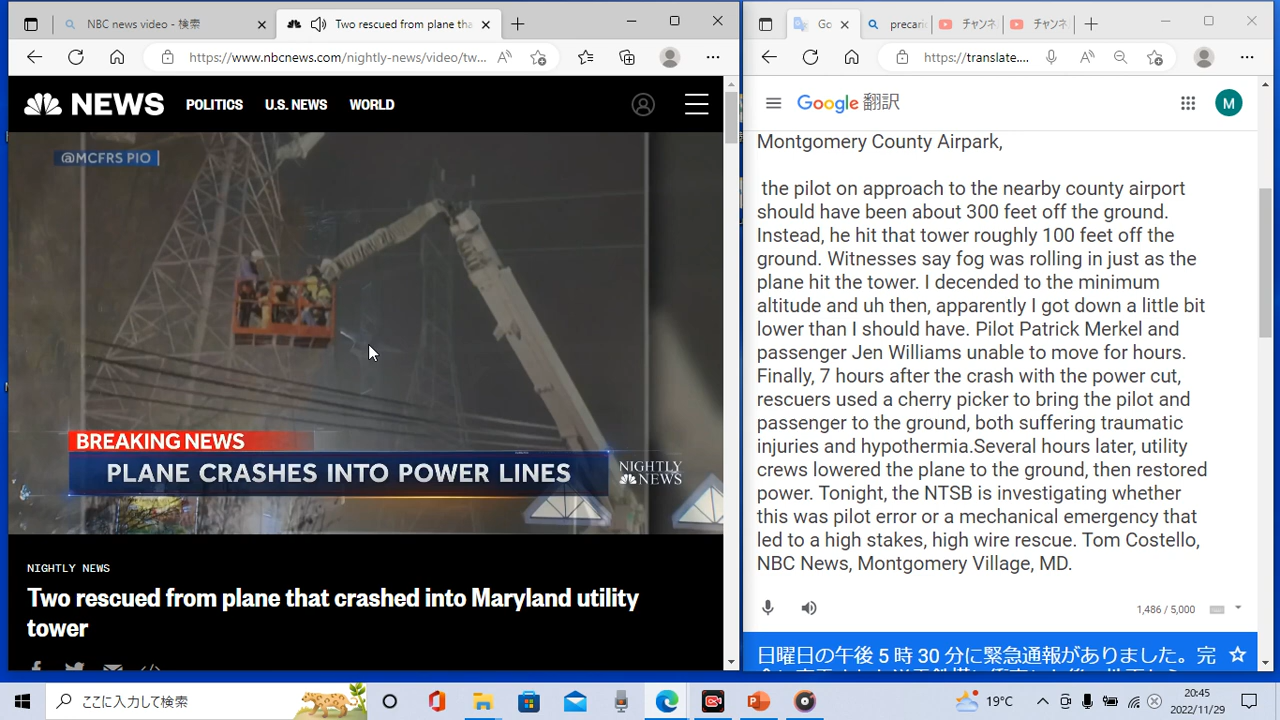 NBC news video - 検索
Two rescued from plane tha
https://www.nbcnews.com/nightly-news/video/tw...
NEWS
POLITICS
U.S. NEWS
WORLD
@MCFRS PIO
BREAKING NEWS
PLANE CRASHES INTO POWER LINES
NIGHTLY
NEWS
NIGHTLY NEWS
Two rescued from plane that crashed into Maryland utility
tower
Go
precari
チャンネ
チャンネ
https://translate....
Google 翻訳
M
Montgomery County Airpark,
the pilot on approach to the nearby county airport
should have been about 300 feet off the ground.
Instead, he hit that tower roughly 100 feet off the
ground. Witnesses say fog was rolling in just as the
plane hit the tower. I decended to the minimum
altitude and uh then, apparently I got down a little bit
lower than I should have. Pilot Patrick Merkel and
passenger Jen Williams unable to move for hours.
Finally, 7 hours after the crash with the power cut,
rescuers used a cherry picker to bring the pilot and
passenger to the ground, both suffering traumatic
injuries and hypothermia.Several hours later, utility
crews lowered the plane to the ground, then restored
power. Tonight, the NTSB is investigating whether
this was pilot error or a mechanical emergency that
led to a high stakes, high wire rescue. Tom Costello,
NBC News, Montgomery Village, MD.
1,486 / 5,000
日曜日の午後 5 時 30 分に緊急通報がありました。完
ここに入力して検索
19°C
20:45
2022/11/29